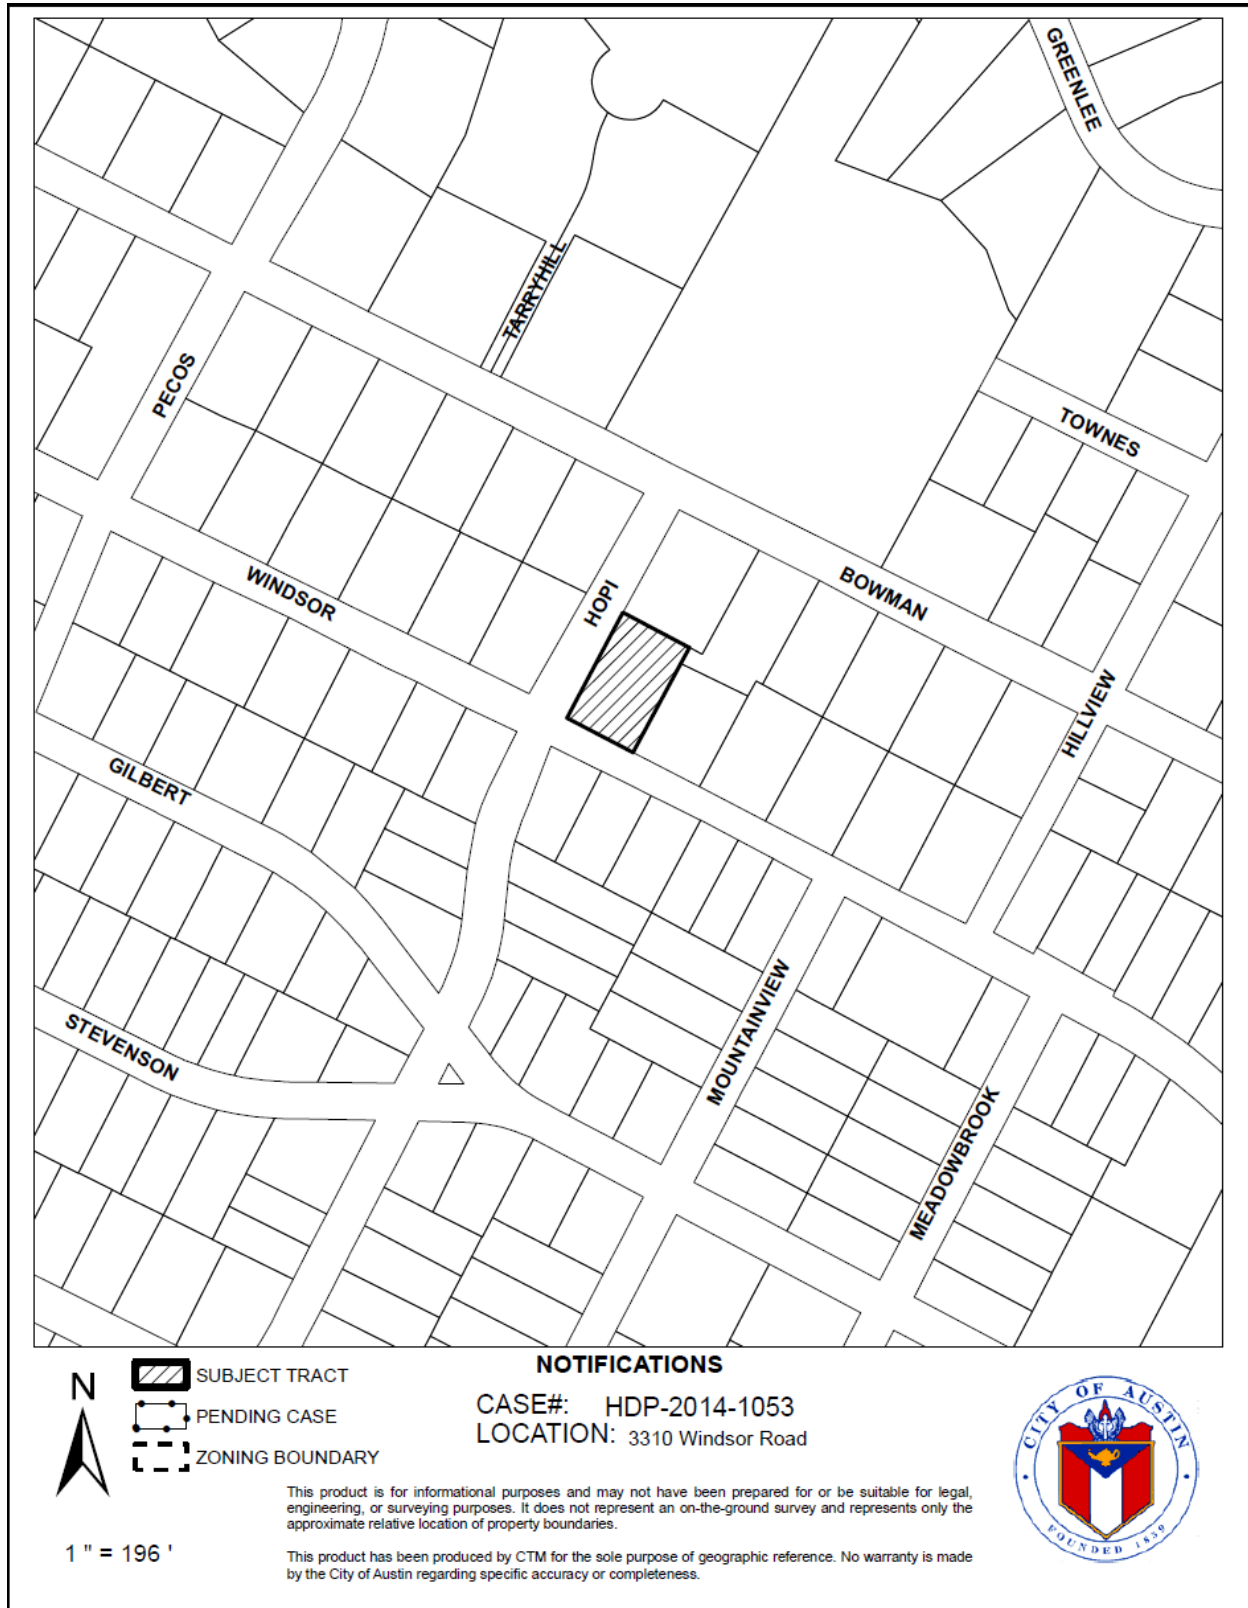 GREENLEE
TARRYHILL
PECOS
TOWNES
WINDSOR
HOPI
BOWMAN
HILLVIEW
GILBERT
MOUNTAINVIEW
STEVENSON
MEADOWBROOK
N
SUBJECT TRACT
PENDING CASE
ZONING BOUNDARY
1 " = 196 '
NOTIFICATIONS
CASE#: HDP-2014-1053
LOCATION: 3310 Windsor Road
This product is for informational purposes and may not have been prepared for or be suitable for legal,
engineering, or surveying purposes. It does not represent an on-the-ground survey and represents only the
approximate relative location of property boundaries.
This product has been produced by CTM for the sole purpose of geographic reference. No warranty is made
by the City of Austin regarding specific accuracy or completeness.
CITY OF AUSTIN
FOUNDED 1839